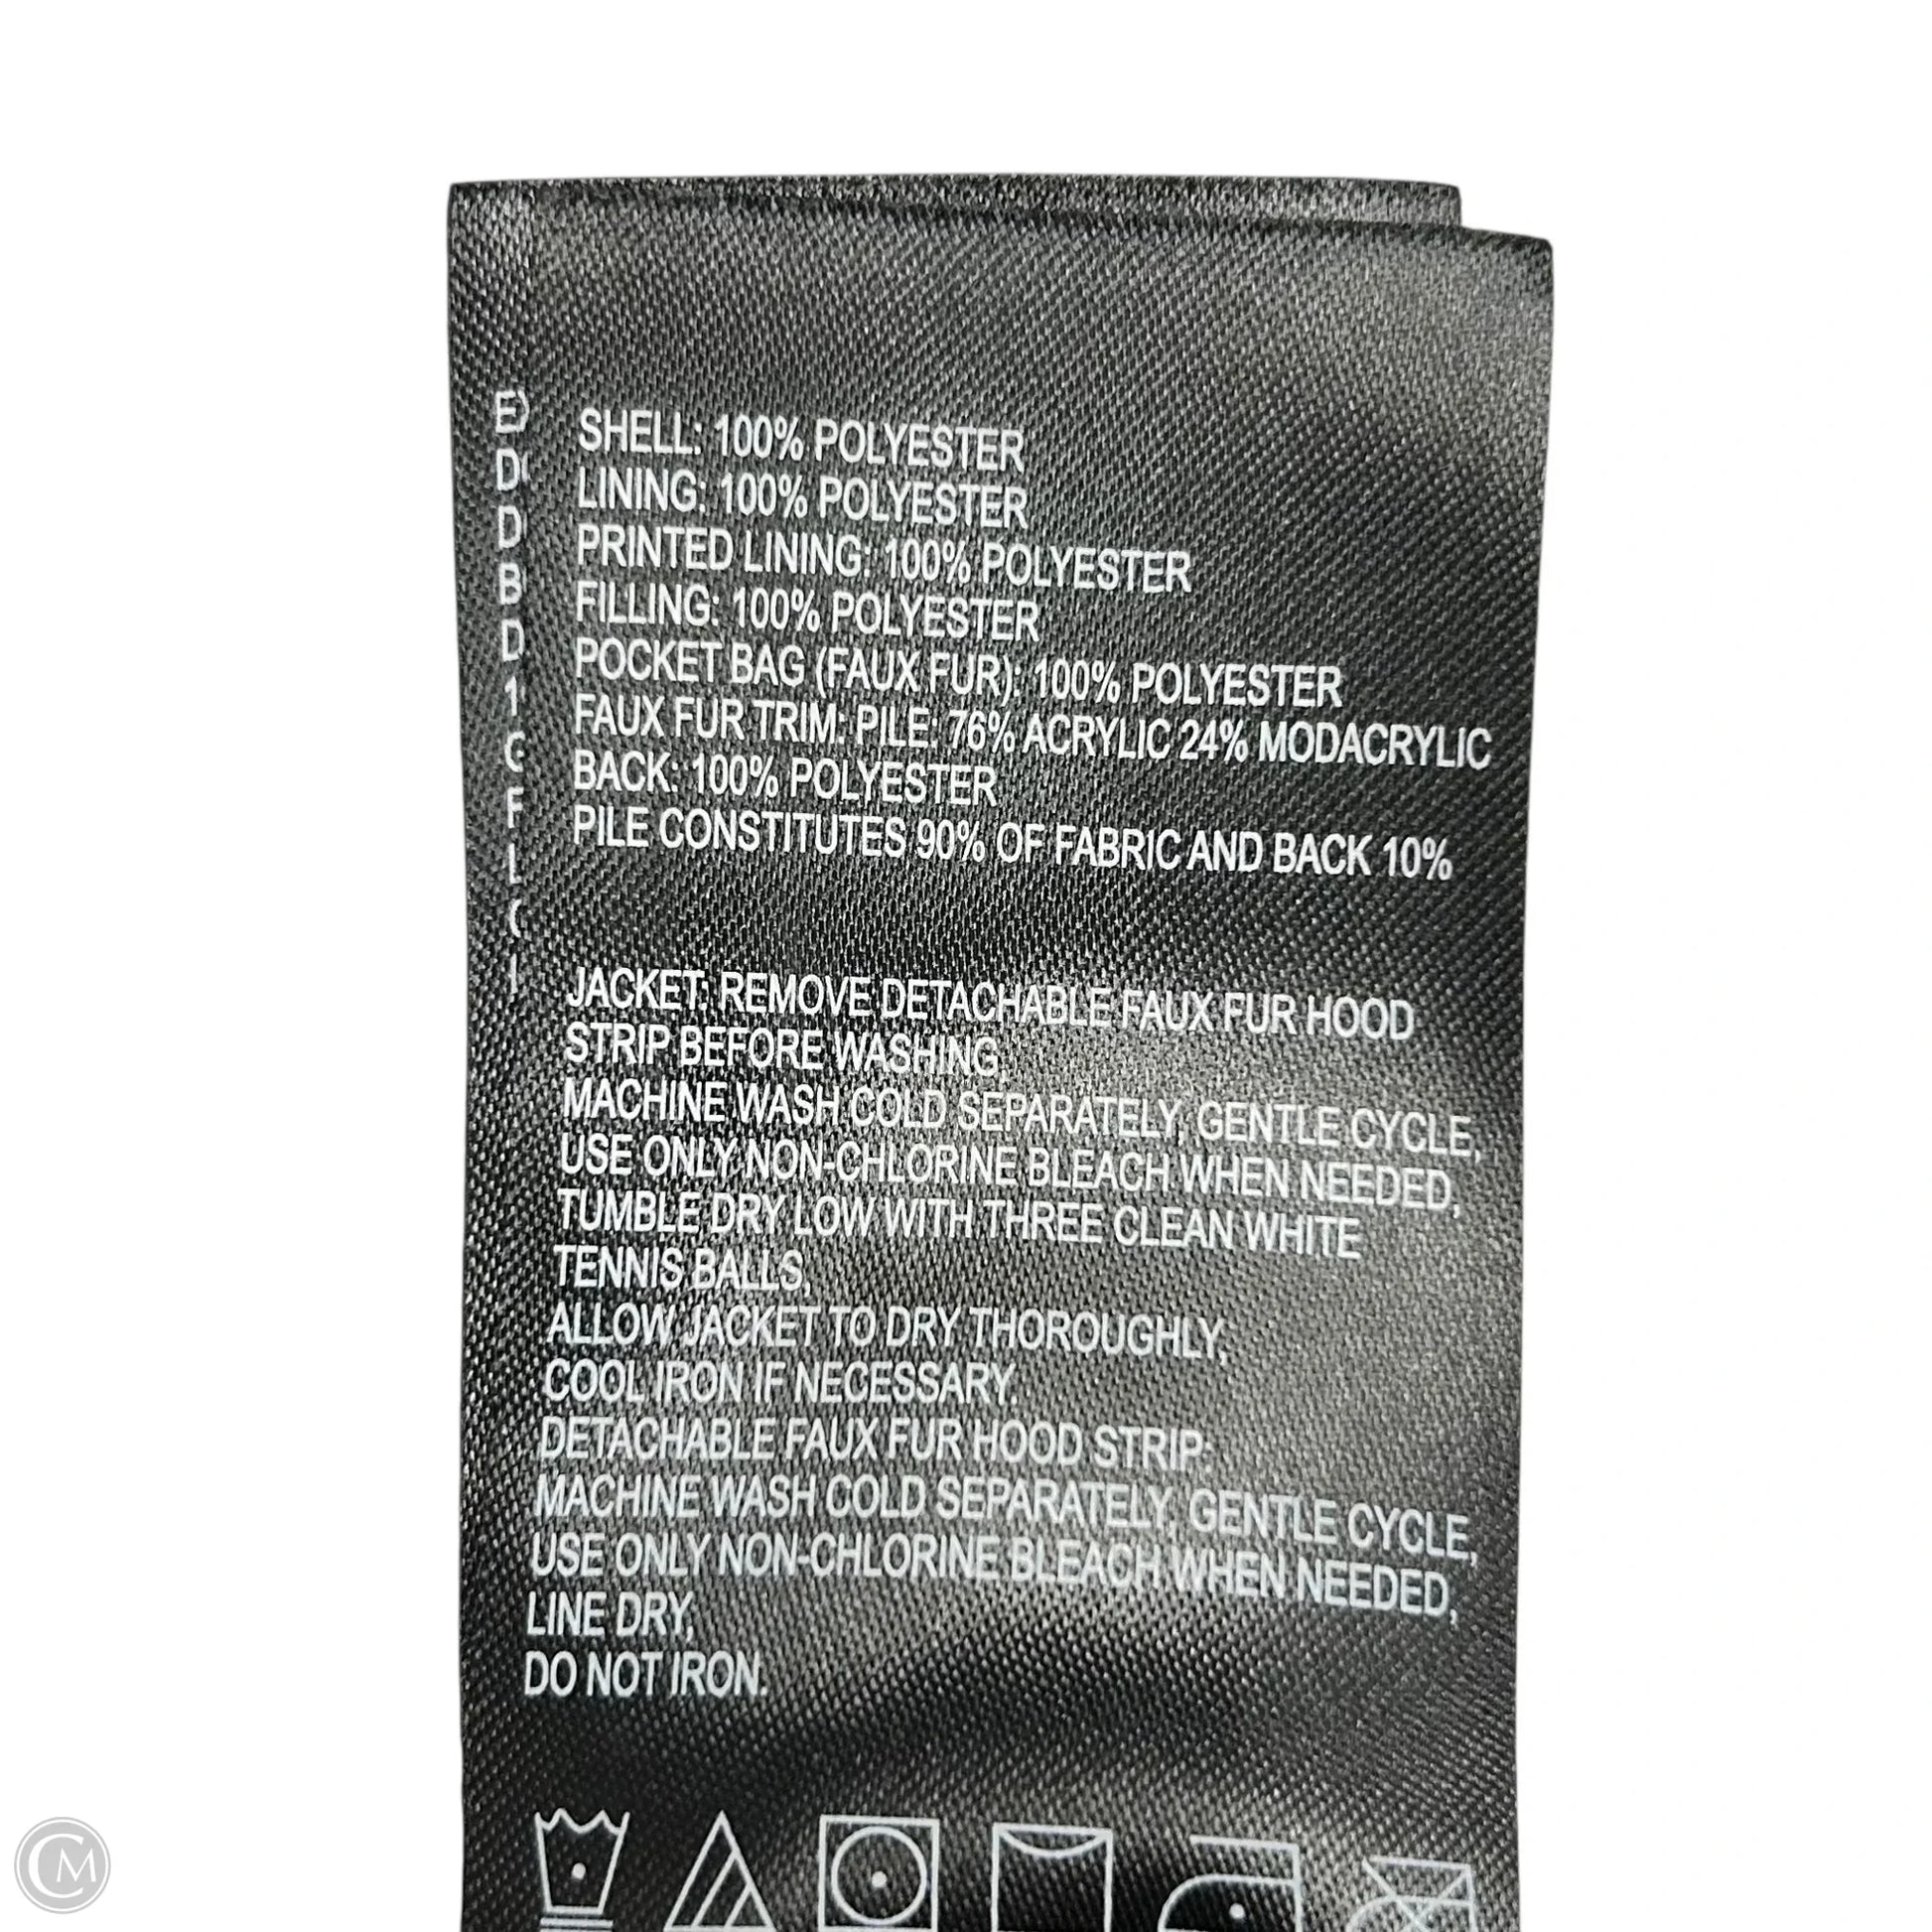 SHELL: 100% POLYESTER
LINING: 100% POLYESTER
PRINTED LINING: 100% POLYESTER
FILLING: 100% POLYESTER
POCKET BAG (FAUX FUR): 100% POLYESTER
FAUX FUR TRIM: PILE: 76% ACRYLIC 24% MODACRYLIC
BACK: 100% POLYESTER
PILE CONSTITUTES 90% OF FABRIC AND BACK 10%
JACKET: REMOVE DETACHABLE FAUX FUR HOOD
STRIP BEFORE WASHING,
MACHINE WASH COLD SEPARATELY, GENTLE CYCLE,
USE ONLY NON-CHLORINE BLEACH WHEN NEEDED,
TUMBLE DRY LOW WITH THREE CLEAN WHITE
TENNIS BALLS,
ALLOW JACKET TO DRY THOROUGHLY,
COOL IRON IF NECESSARY.
DETACHABLE FAUX FUR HOOD STRIP:
MACHINE WASH COLD SEPARATELY, GENTLE CYCLE,
USE ONLY NON-CHLORINE BLEACH WHEN NEEDED,
LINE DRY,
DO NOT IRON.
CM